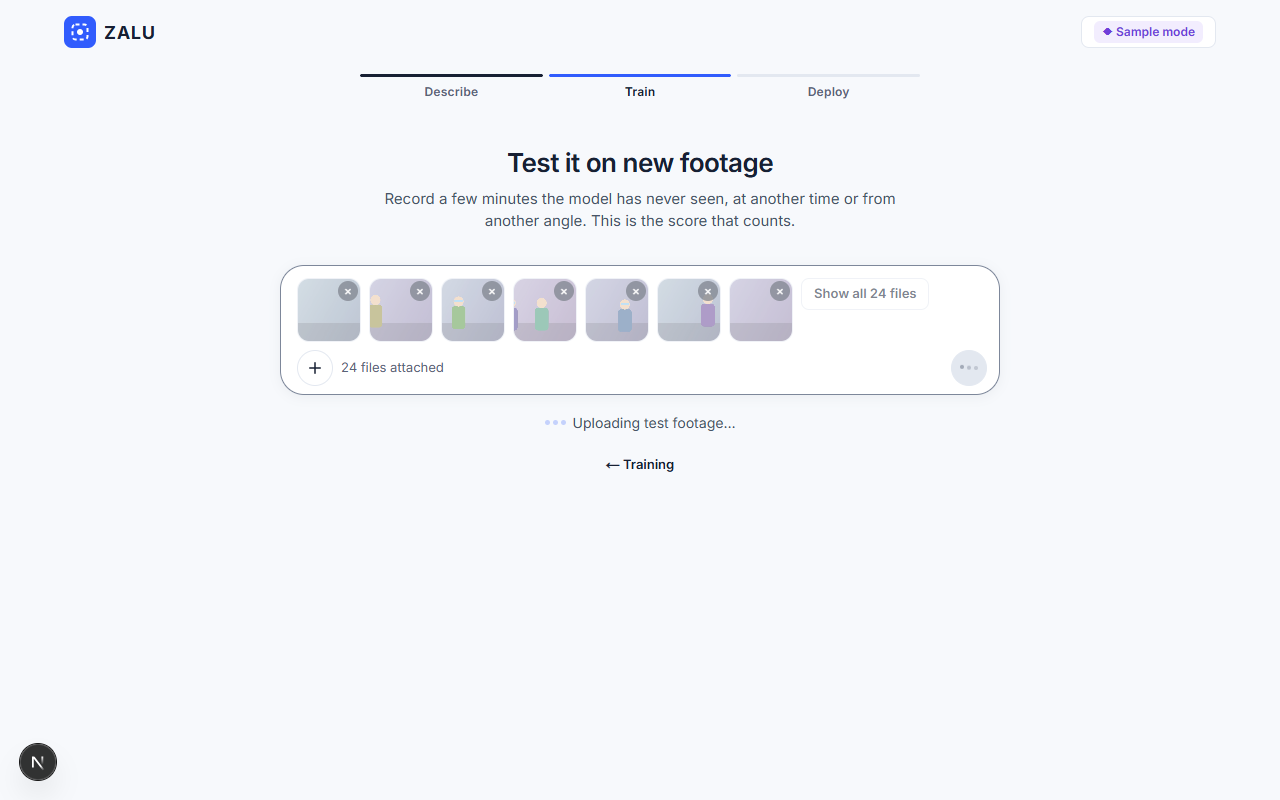 ZALU
Sample mode
Describe
Train
Deploy
Test it on new footage
Record a few minutes the model has never seen, at another time or from
another angle. This is the score that counts.
Show all 24 files
24 files attached
Uploading test footage...
← Training
N